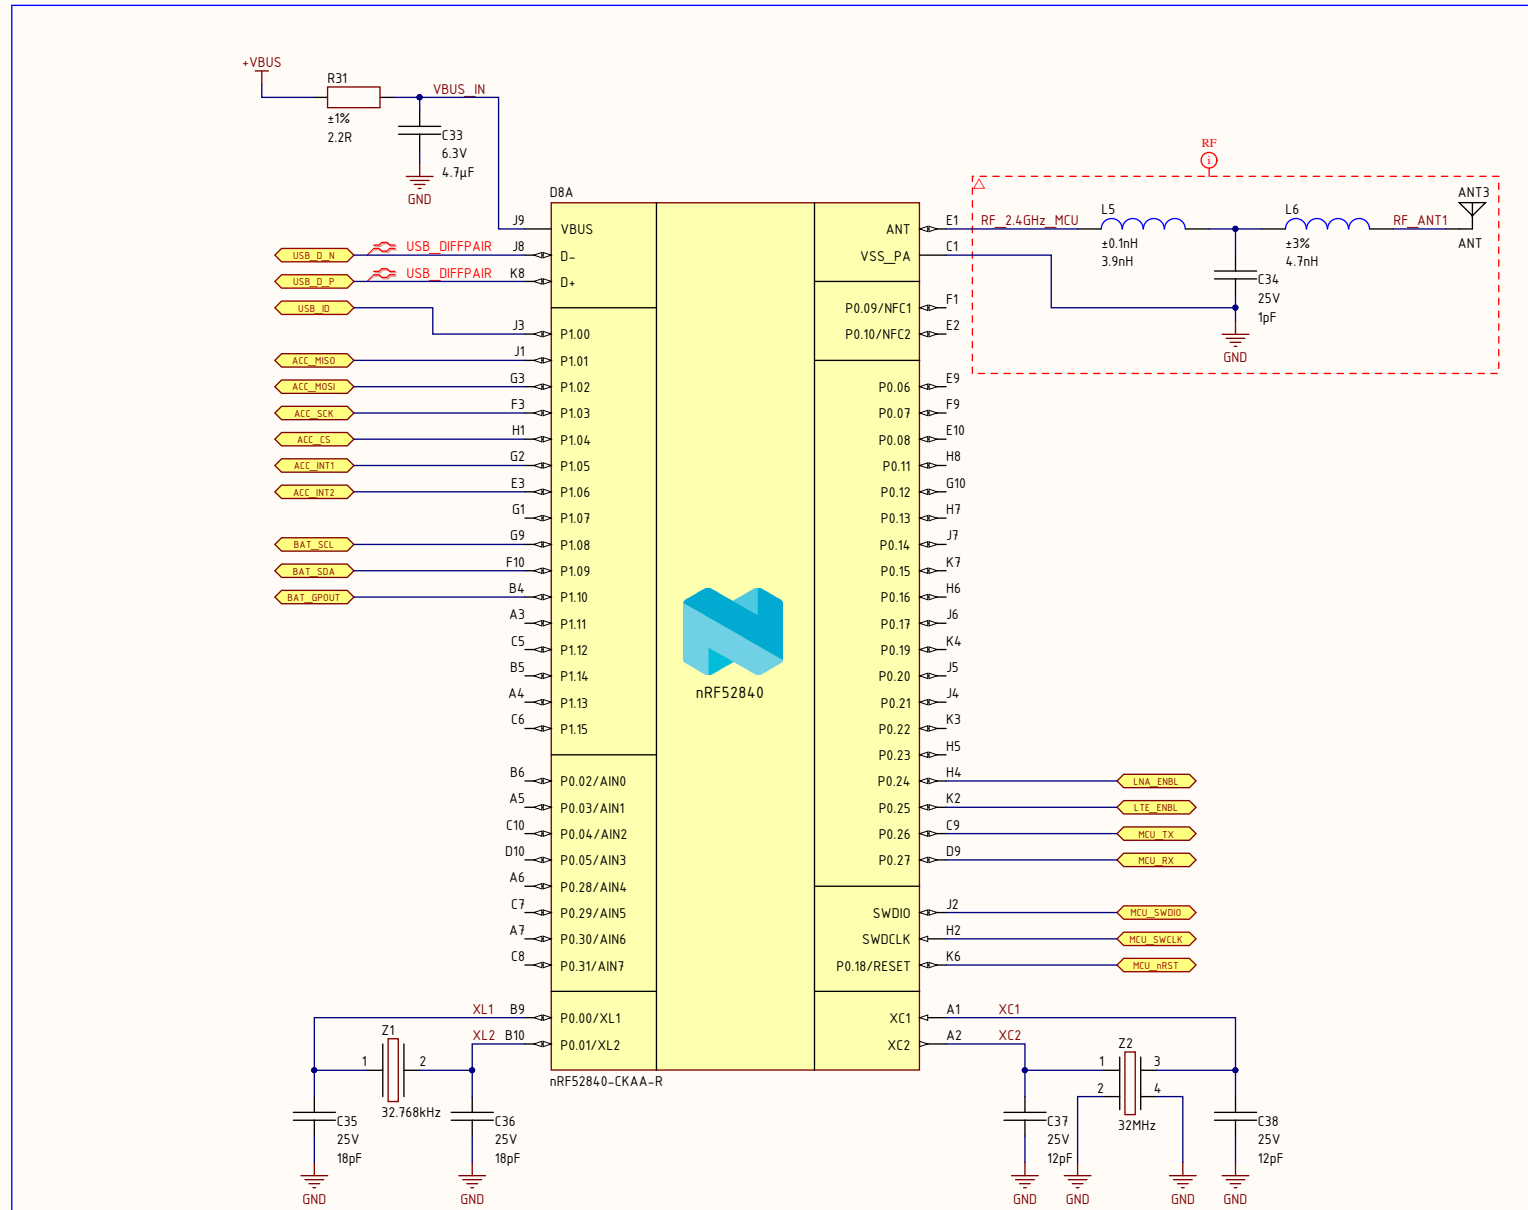 +VBUS
R31
±1%
2.2R
VBUS_IN
C33
6.3V
4.7µF
GND
D8A
RF
i
RF_2.4GHz_MCU
L5
±0.1nH
3.9nH
L6
±3%
4.7nH
RF_ANT1
ANT3
ANT
C34
25V
1pF
GND
J9 VBUS
USB_D_N USB_DIFFPAIR J8 D-
USB_D_P USB_DIFFPAIR K8 D+
USB_ID J3 P1.00
ACC_MISO J1 P1.01
ACC_MOSI G3 P1.02
ACC_SCK F3 P1.03
ACC_CS H1 P1.04
ACC_INT1 G2 P1.05
ACC_INT2 E3 P1.06
G1 P1.07
BAT_SCL G9 P1.08
BAT_SDA F10 P1.09
BAT_GPOUT B4 P1.10
A3 P1.11
C5 P1.12
B5 P1.14
A4 P1.13
C6 P1.15
B6 P0.02/AIN0
A5 P0.03/AIN1
C10 P0.04/AIN2
D10 P0.05/AIN3
A6 P0.28/AIN4
C7 P0.29/AIN5
A7 P0.30/AIN6
C8 P0.31/AIN7
XL1 B9 P0.00/XL1
XL2 B10 P0.01/XL2
nRF52840
nRF52840-CKAA-R
ANT E1
VSS_PA C1
P0.09/NFC1 F1
P0.10/NFC2 E2
P0.06 E9
P0.07 F9
P0.08 E10
P0.11 H8
P0.12 G10
P0.13 H7
P0.14 J7
P0.15 K7
P0.16 H6
P0.17 J6
P0.19 K4
P0.20 J5
P0.21 J4
P0.22 K3
P0.23 H5
P0.24 H4 LNA_ENBL
P0.25 K2 LTE_ENBL
P0.26 C9 MCU_TX
P0.27 D9 MCU_RX
SWDIO J2 MCU_SWDIO
SWDCLK H2 MCU_SWCLK
P0.18/RESET K6 MCU_nRST
XC1 A1 XC1
XC2 A2 XC2
Z1
1 2
32.768kHz
C35
25V
18pF
GND
C36
25V
18pF
GND
Z2
1 3
2 4
32MHz
C37
25V
12pF
GND
GND
GND
C38
25V
12pF
GND